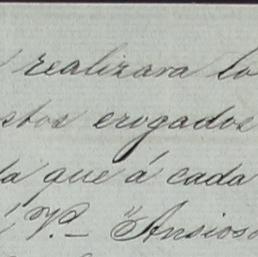 realizara lo
stos erogados
la que á cada
V.^ Ansioso